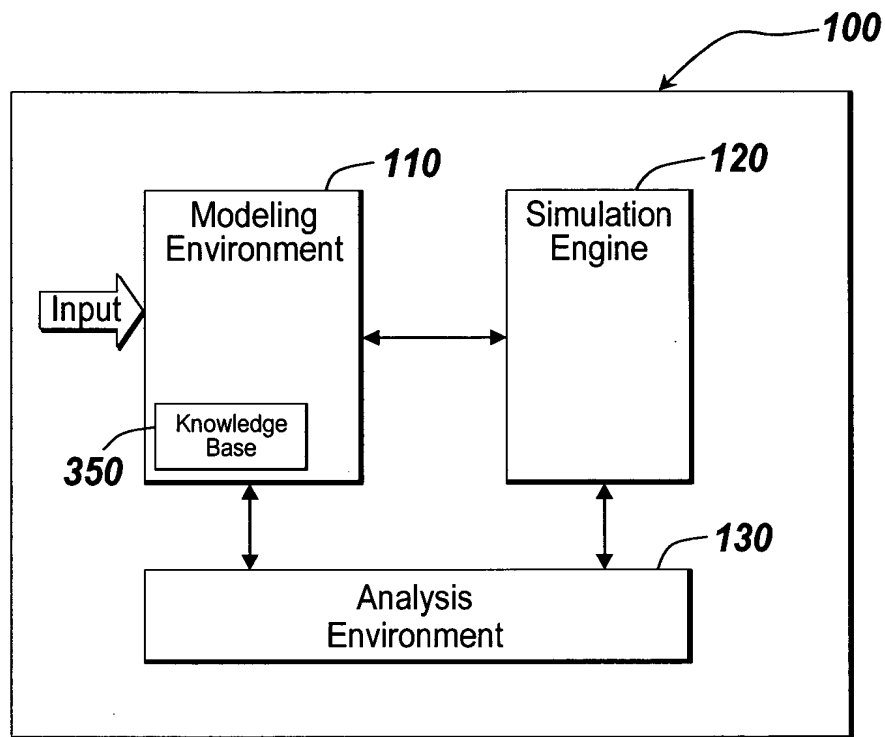 100
110
120
Modeling
Environment
Simulation
Engine
Input
Knowledge
Base
350
130
Analysis
Environment